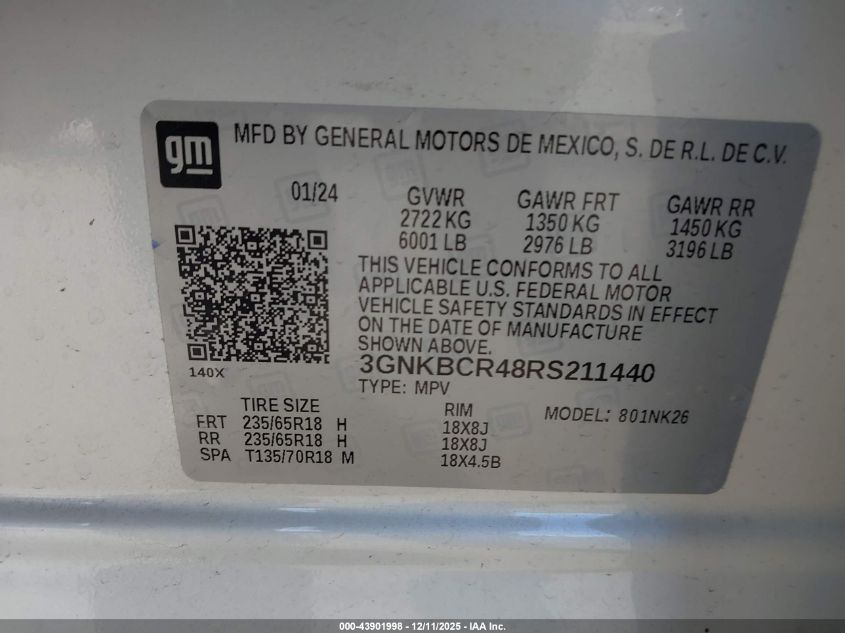 gm
MFD BY GENERAL MOTORS DE MEXICO, S. DE R.L. DE C.V.
01/24 GVWR GAWR FRT GAWR RR
2722 KG 1350 KG 1450 KG
6001 LB 2976 LB 3196 LB
THIS VEHICLE CONFORMS TO ALL
APPLICABLE U.S. FEDERAL MOTOR
VEHICLE SAFETY STANDARDS IN EFFECT
ON THE DATE OF MANUFACTURE
SHOWN ABOVE.
140X
3GNKBCR48RS211440
TYPE: MPV
TIRE SIZE RIM MODEL: 801NK26
FRT 235/65R18 H 18X8J
RR 235/65R18 H 18X8J
SPA T135/70R18 M 18X4.5B
000-43901998 - 12/11/2025 - IAA Inc.